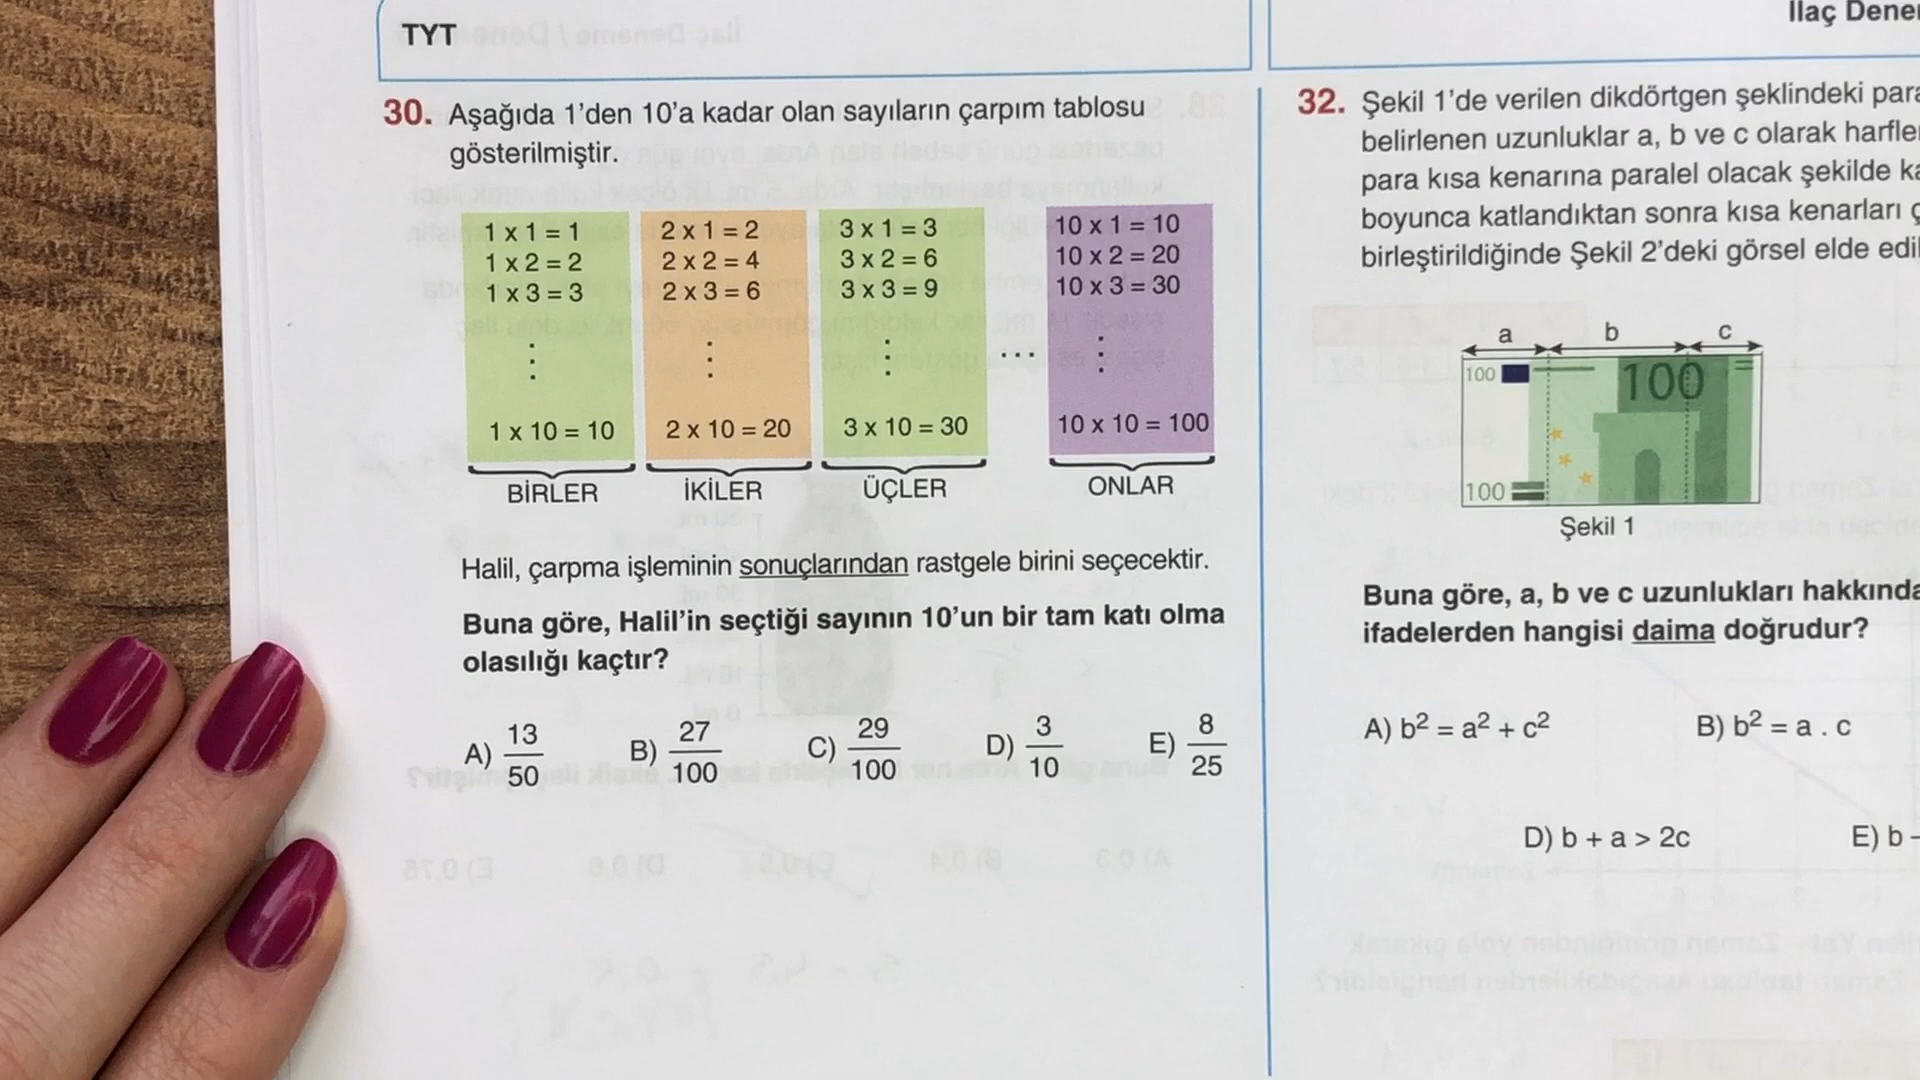 TYT
30. Aşağıda 1’den 10’a kadar olan sayıların çarpım tablosu
gösterilmiştir.
1 x 1 = 1
1 x 2 = 2
1 x 3 = 3
1 x 10 = 10
BİRLER
2 x 1 = 2
2 x 2 = 4
2 x 3 = 6
2 x 10 = 20
İKİLER
3 x 1 = 3
3 x 2 = 6
3 x 3 = 9
3 x 10 = 30
ÜÇLER
...
10 x 1 = 10
10 x 2 = 20
10 x 3 = 30
10 x 10 = 100
ONLAR
Halil, çarpma işleminin sonuçlarından rastgele birini seçecektir.
Buna göre, Halil’in seçtiği sayının 10’un bir tam katı olma
olasılığı kaçtır?
A) 13/50 B) 27/100 C) 29/100 D) 3/10 E) 8/25
İlaç
32. Şekil 1’de verilen dikdörtgen şeklindeki
belirlenen uzunluklar a, b ve c olarak
para kısa kenarına paralel olacak şekilde
boyunca katlandıktan sonra kısa kenarları
birleştirildiğinde Şekil 2’deki görsel elde
a b c
100 100
100
Şekil 1
Buna göre, a, b ve c uzunlukları
ifadelerden hangisi daima doğrudur?
A) b² = a² + c² B) b² = a . c
D) b + a > 2c E) b